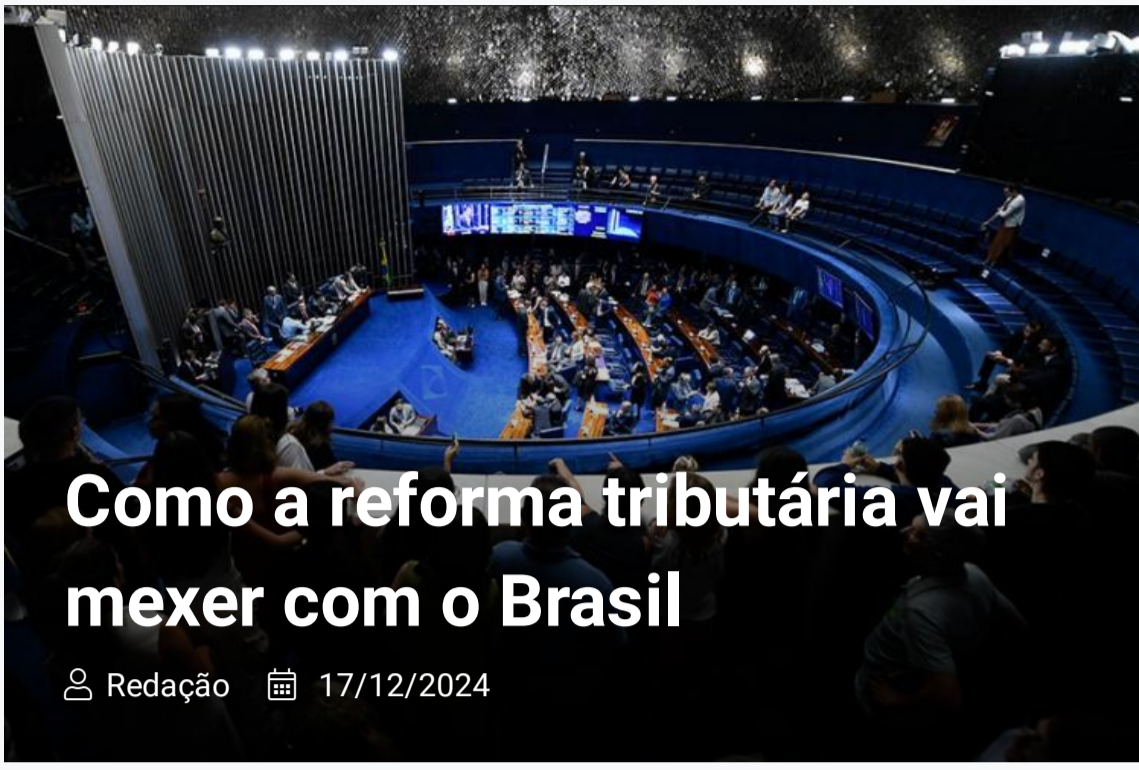 Como a reforma tributária vai
mexer com o Brasil
Redação 17/12/2024